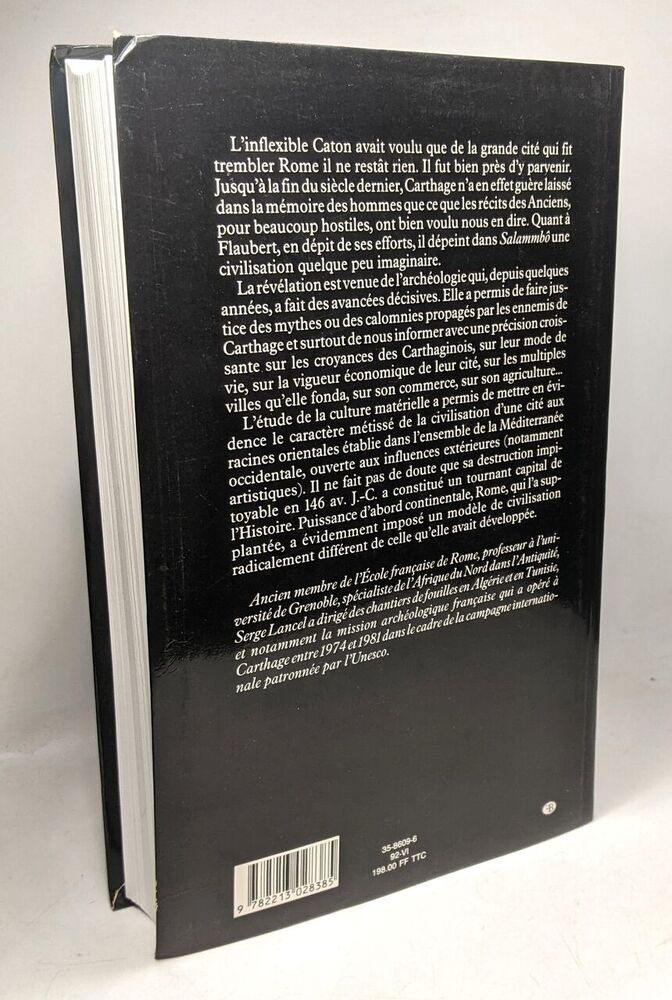 L'inflexible Caton avait voulu que de la grande cité qui fit
trembler Rome il ne restât rien. Il fut bien près d'y parvenir.
Jusqu'à la fin du siècle dernier, Carthage n'a en effet guère laissé
dans la mémoire des hommes que ce que les récits des Anciens,
pour beaucoup hostiles, ont bien voulu nous en dire. Quant à
Flaubert, en dépit de ses efforts, il dépeint dans Salammbô une
civilisation quelque peu imaginaire.
La révélation est venue de l'archéologie qui, depuis quelques
années, a fait des avancées décisives. Elle a permis de faire jus-
tice des mythes ou des calomnies propagés par les ennemis de
Carthage et surtout de nous informer avec une précision crois-
sante sur les croyances des Carthaginois, sur leur mode de
vie, sur la vigueur économique de leur cité, sur les multiples
villes qu'elle fonda, sur son commerce, sur son agriculture...
L'étude de la culture matérielle a permis de mettre en évi-
dence le caractère métissé de la civilisation d'une cité aux
racines orientales établie dans l'ensemble de la Méditerranée
occidentale, ouverte aux influences extérieures (notamment
artistiques). Il ne fait pas de doute que sa destruction impi-
toyable en 146 av. J.-C. a constitué un tournant capital de
l'Histoire. Puissance d'abord continentale, Rome, qui l'a sup-
plantée, a évidemment imposé un modèle de civilisation
radicalement différent de celle qu'elle avait développée.
Ancien membre de l'École française de Rome, professeur à l'uni-
versité de Grenoble, spécialiste de l'Afrique du Nord dans l'Antiquité,
Serge Lancel a dirigé des chantiers de fouilles en Algérie et en Tunisie,
et notamment la mission archéologique française qui a opéré à
Carthage entre 1974 et 1981 dans le cadre de la campagne internatio-
nale patronnée par l'Unesco.
35-8609-6
92-VI
198.00 FF TTC
9 782213 028385